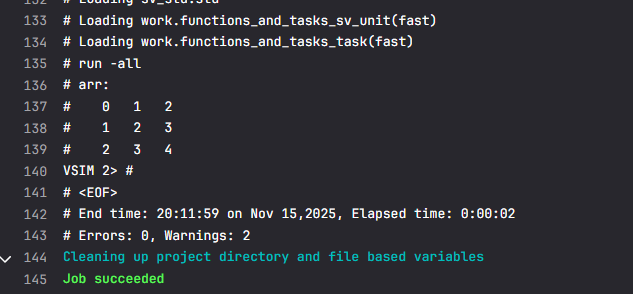 132 # Loading sv_std.std
133 # Loading work.functions_and_tasks_sv_unit(fast)
134 # Loading work.functions_and_tasks_task(fast)
135 # run -all
136 # arr:
137 #    0   1   2
138 #    1   2   3
139 #    2   3   4
140 VSIM 2> #
141 # <EOF>
142 # End time: 20:11:59 on Nov 15,2025, Elapsed time: 0:00:02
143 # Errors: 0, Warnings: 2
144 Cleaning up project directory and file based variables
145 Job succeeded